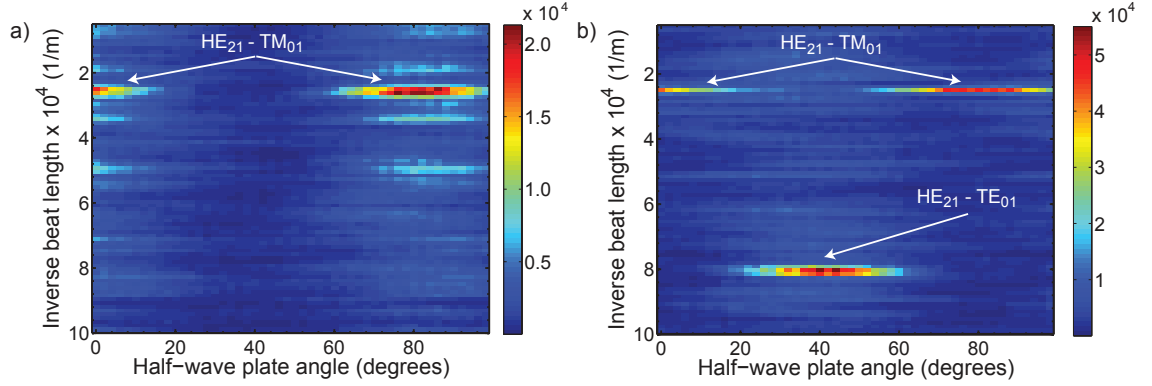 a)
HE21 - TM01
Inverse beat length x 10^4 (1/m)
2
4
6
8
10
0
20
40
60
80
Half-wave plate angle (degrees)
x 10^4
2.0
1.5
1.0
0.5
b)
HE21 - TM01
HE21 - TE01
Inverse beat length x 10^4 (1/m)
2
4
6
8
10
0
20
40
60
80
Half-wave plate angle (degrees)
x 10^4
5
4
3
2
1